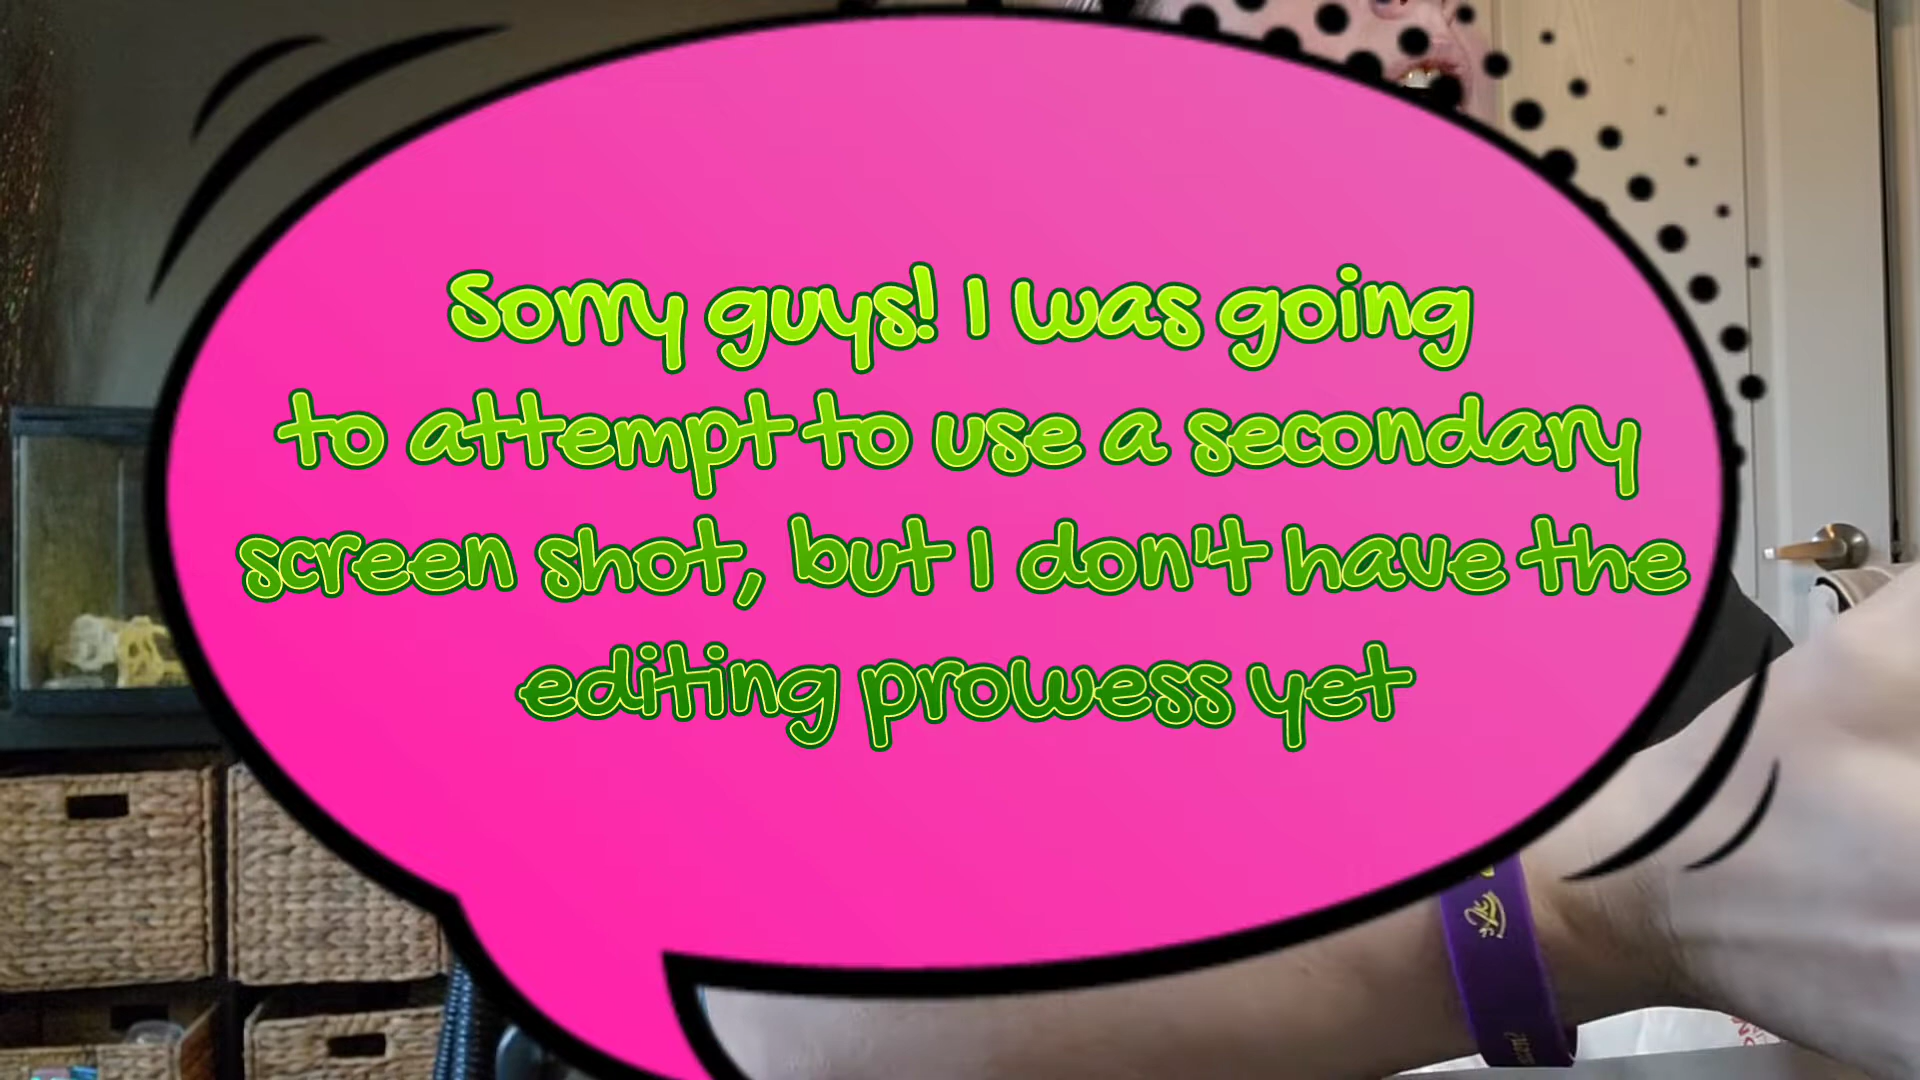 Sorry guys! I was going
to attempt to use a secondary
screen shot, but I don't have the
editing prowess yet